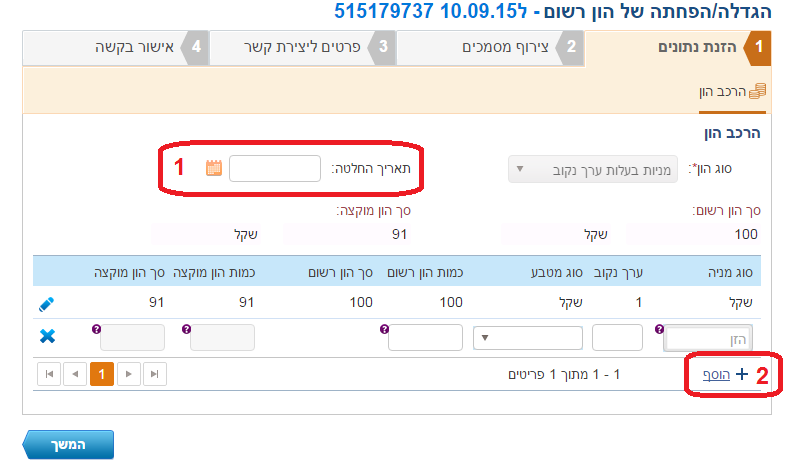 הגדלה/הפחתה של הון רשום - ל10.09.15 515179737
1 הזנת נתונים 2 צירוף מסמכים 3 פרטים ליצירת קשר 4 אישור בקשה
הרכב הון
הרכב הון
סוג הון*: מניות בעלות ערך נקוב תאריך החלטה: 1
סך הון רשום: סך הון מוקצה:
100 שקל 91 שקל
סוג מניה ערך נקוב סוג מטבע כמות הון רשום סך הון רשום כמות הון מוקצה סך הון מוקצה
שקל 1 שקל 100 100 91 91
הזן ? ? ? ?
2 + הוסף 1 - 1 מתוך 1 פריטים 1
המשך